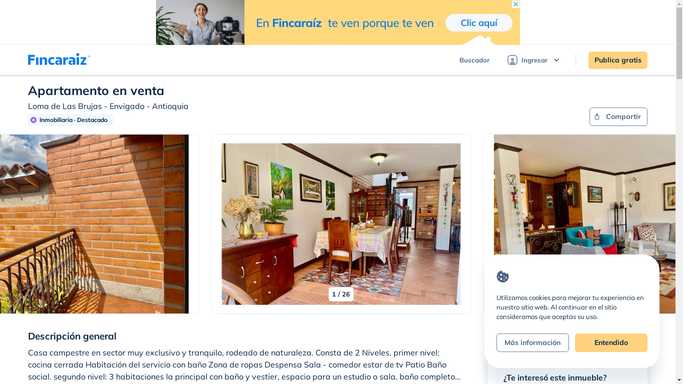 En Fincaraíz te ven porque te ven
Clic aquí
Fincaraiz
Buscador
Ingresar
Publica gratis
Apartamento en venta
Loma de Las Brujas - Envigado - Antioquia
Inmobiliaria · Destacado
Compartir
1 / 26
Utilizamos cookies para mejorar tu experiencia en
nuestro sitio web. Al continuar en el sitio
consideramos que aceptas su uso.
Más información
Entendido
Descripción general
Casa campestre en sector muy exclusivo y tranquilo, rodeado de naturaleza. Consta de 2 Niveles. primer nivel:
cocina cerrada Habitación del servicio con baño Zona de ropas Despensa Sala - comedor estar de tv Patio Baño
social. segundo nivel: 3 habitaciones la principal con baño y vestier, espacio para un estudio o sala. baño completo...
¿Te interesó este inmueble?